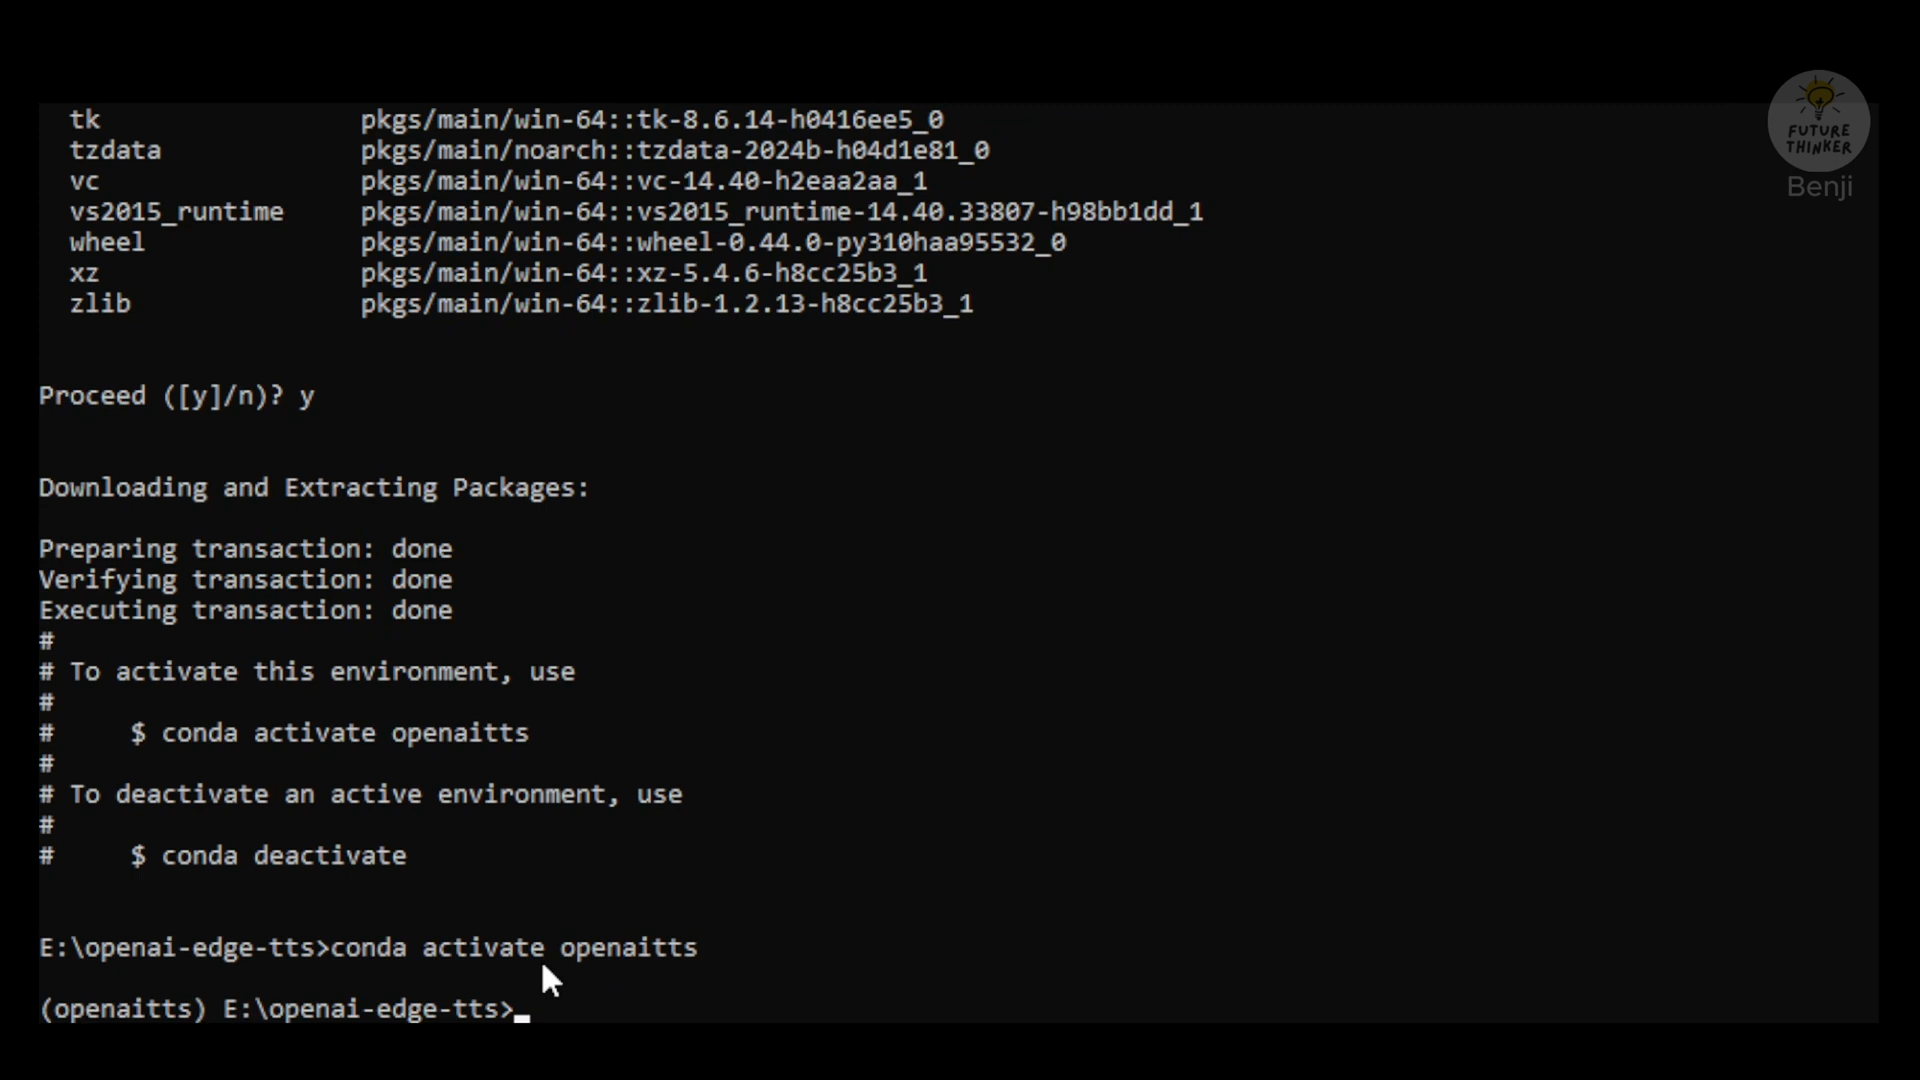 tk pkgs/main/win-64::tk-8.6.14-h0416ee5_0
tzdata pkgs/main/noarch::tzdata-2024b-h04d1e81_0
vc pkgs/main/win-64::vc-14.40-h2eaa2aa_1
vs2015_runtime pkgs/main/win-64::vs2015_runtime-14.40.33807-h98bb1dd_1
wheel pkgs/main/win-64::wheel-0.44.0-py310haa95532_0
xz pkgs/main/win-64::xz-5.4.6-h8cc25b3_1
zlib pkgs/main/win-64::zlib-1.2.13-h8cc25b3_1
Proceed ([y]/n)? y
Downloading and Extracting Packages:
Preparing transaction: done
Verifying transaction: done
Executing transaction: done
#
# To activate this environment, use
#
# $ conda activate openaitts
#
# To deactivate an active environment, use
#
# $ conda deactivate
E:\openai-edge-tts>conda activate openaitts
(openaitts) E:\openai-edge-tts>
FUTURE
THINKER
Benji